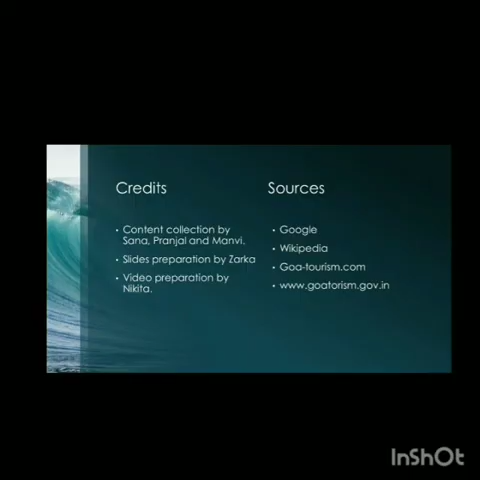 Credits
• Content collection by
Sana, Pranjal and Manvi.
• Slides preparation by Zarka
• Video preparation by
Nikita.
Sources
• Google
• Wikipedia
• Goa-tourism.com
• www.goatorism.gov.in
InShOt